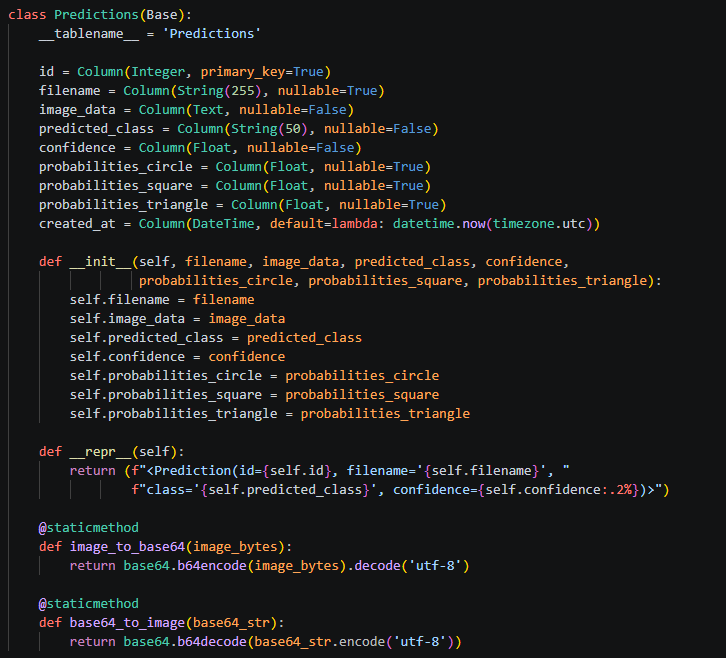 class Predictions(Base):
    __tablename__ = 'Predictions'

    id = Column(Integer, primary_key=True)
    filename = Column(String(255), nullable=True)
    image_data = Column(Text, nullable=False)
    predicted_class = Column(String(50), nullable=False)
    confidence = Column(Float, nullable=False)
    probabilities_circle = Column(Float, nullable=True)
    probabilities_square = Column(Float, nullable=True)
    probabilities_triangle = Column(Float, nullable=True)
    created_at = Column(DateTime, default=lambda: datetime.now(timezone.utc))

    def __init__(self, filename, image_data, predicted_class, confidence,
                 probabilities_circle, probabilities_square, probabilities_triangle):
        self.filename = filename
        self.image_data = image_data
        self.predicted_class = predicted_class
        self.confidence = confidence
        self.probabilities_circle = probabilities_circle
        self.probabilities_square = probabilities_square
        self.probabilities_triangle = probabilities_triangle

    def __repr__(self):
        return (f"<Prediction(id={self.id}, filename='{self.filename}', "
                f"class='{self.predicted_class}', confidence={self.confidence:.2%})>")

    @staticmethod
    def image_to_base64(image_bytes):
        return base64.b64encode(image_bytes).decode('utf-8')

    @staticmethod
    def base64_to_image(base64_str):
        return base64.b64decode(base64_str.encode('utf-8'))